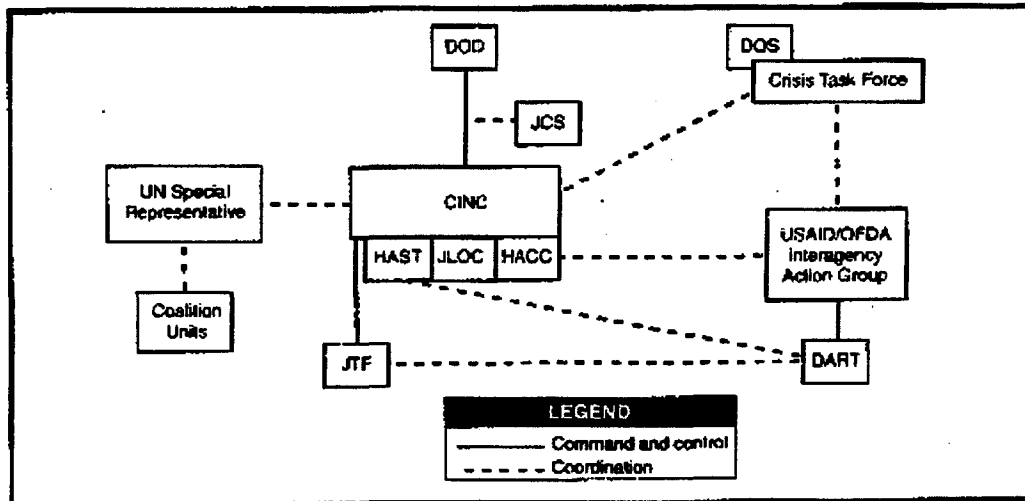 DOD
DOS
Crisis Task Force
JCS
UN Special
Representative
CINC
USAID/OFDA
Interagency
Action Group
HAST
JLOC
HACC
Coalition
Units
JTF
DART
LEGEND
Command and control
Coordination